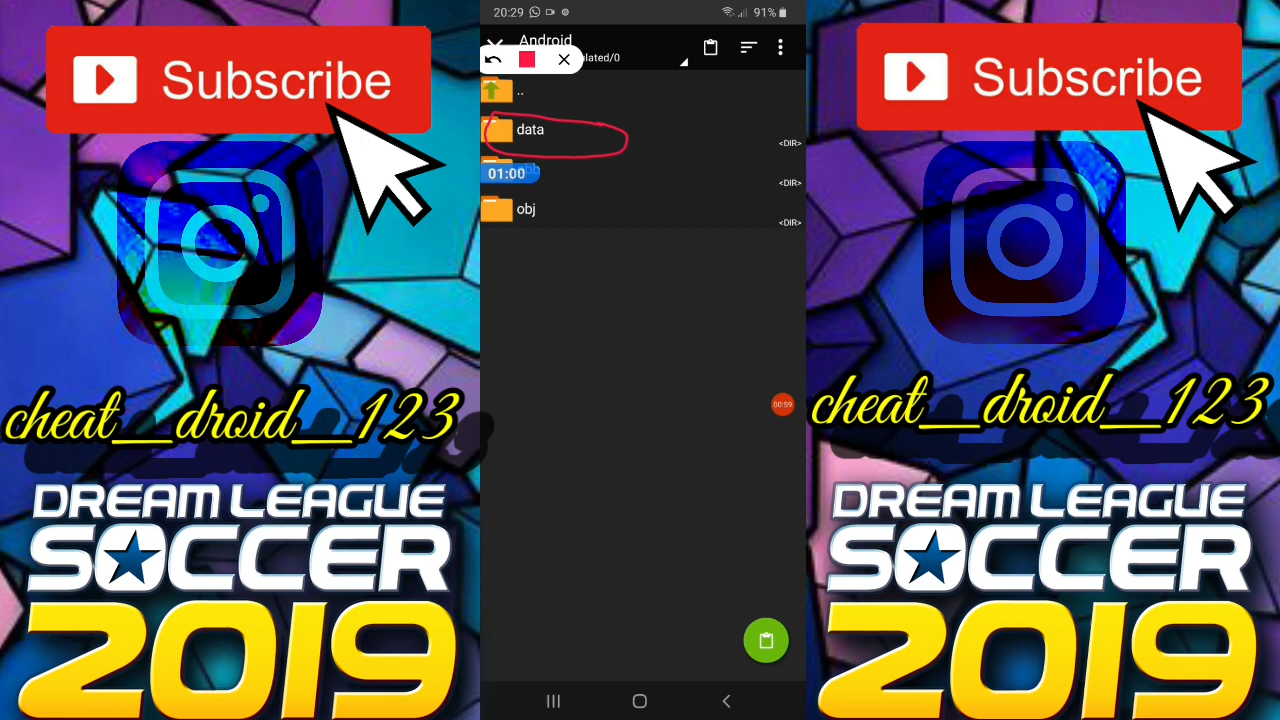 Subscribe
cheat_droid_123
DREAM LEAGUE
SOCCER
2019
20:29
91%
Android
ulated/0
..
data
<DIR>
01:00
<DIR>
obj
<DIR>
00:59
Subscribe
cheat_droid_123
DREAM LEAGUE
SOCCER
2019